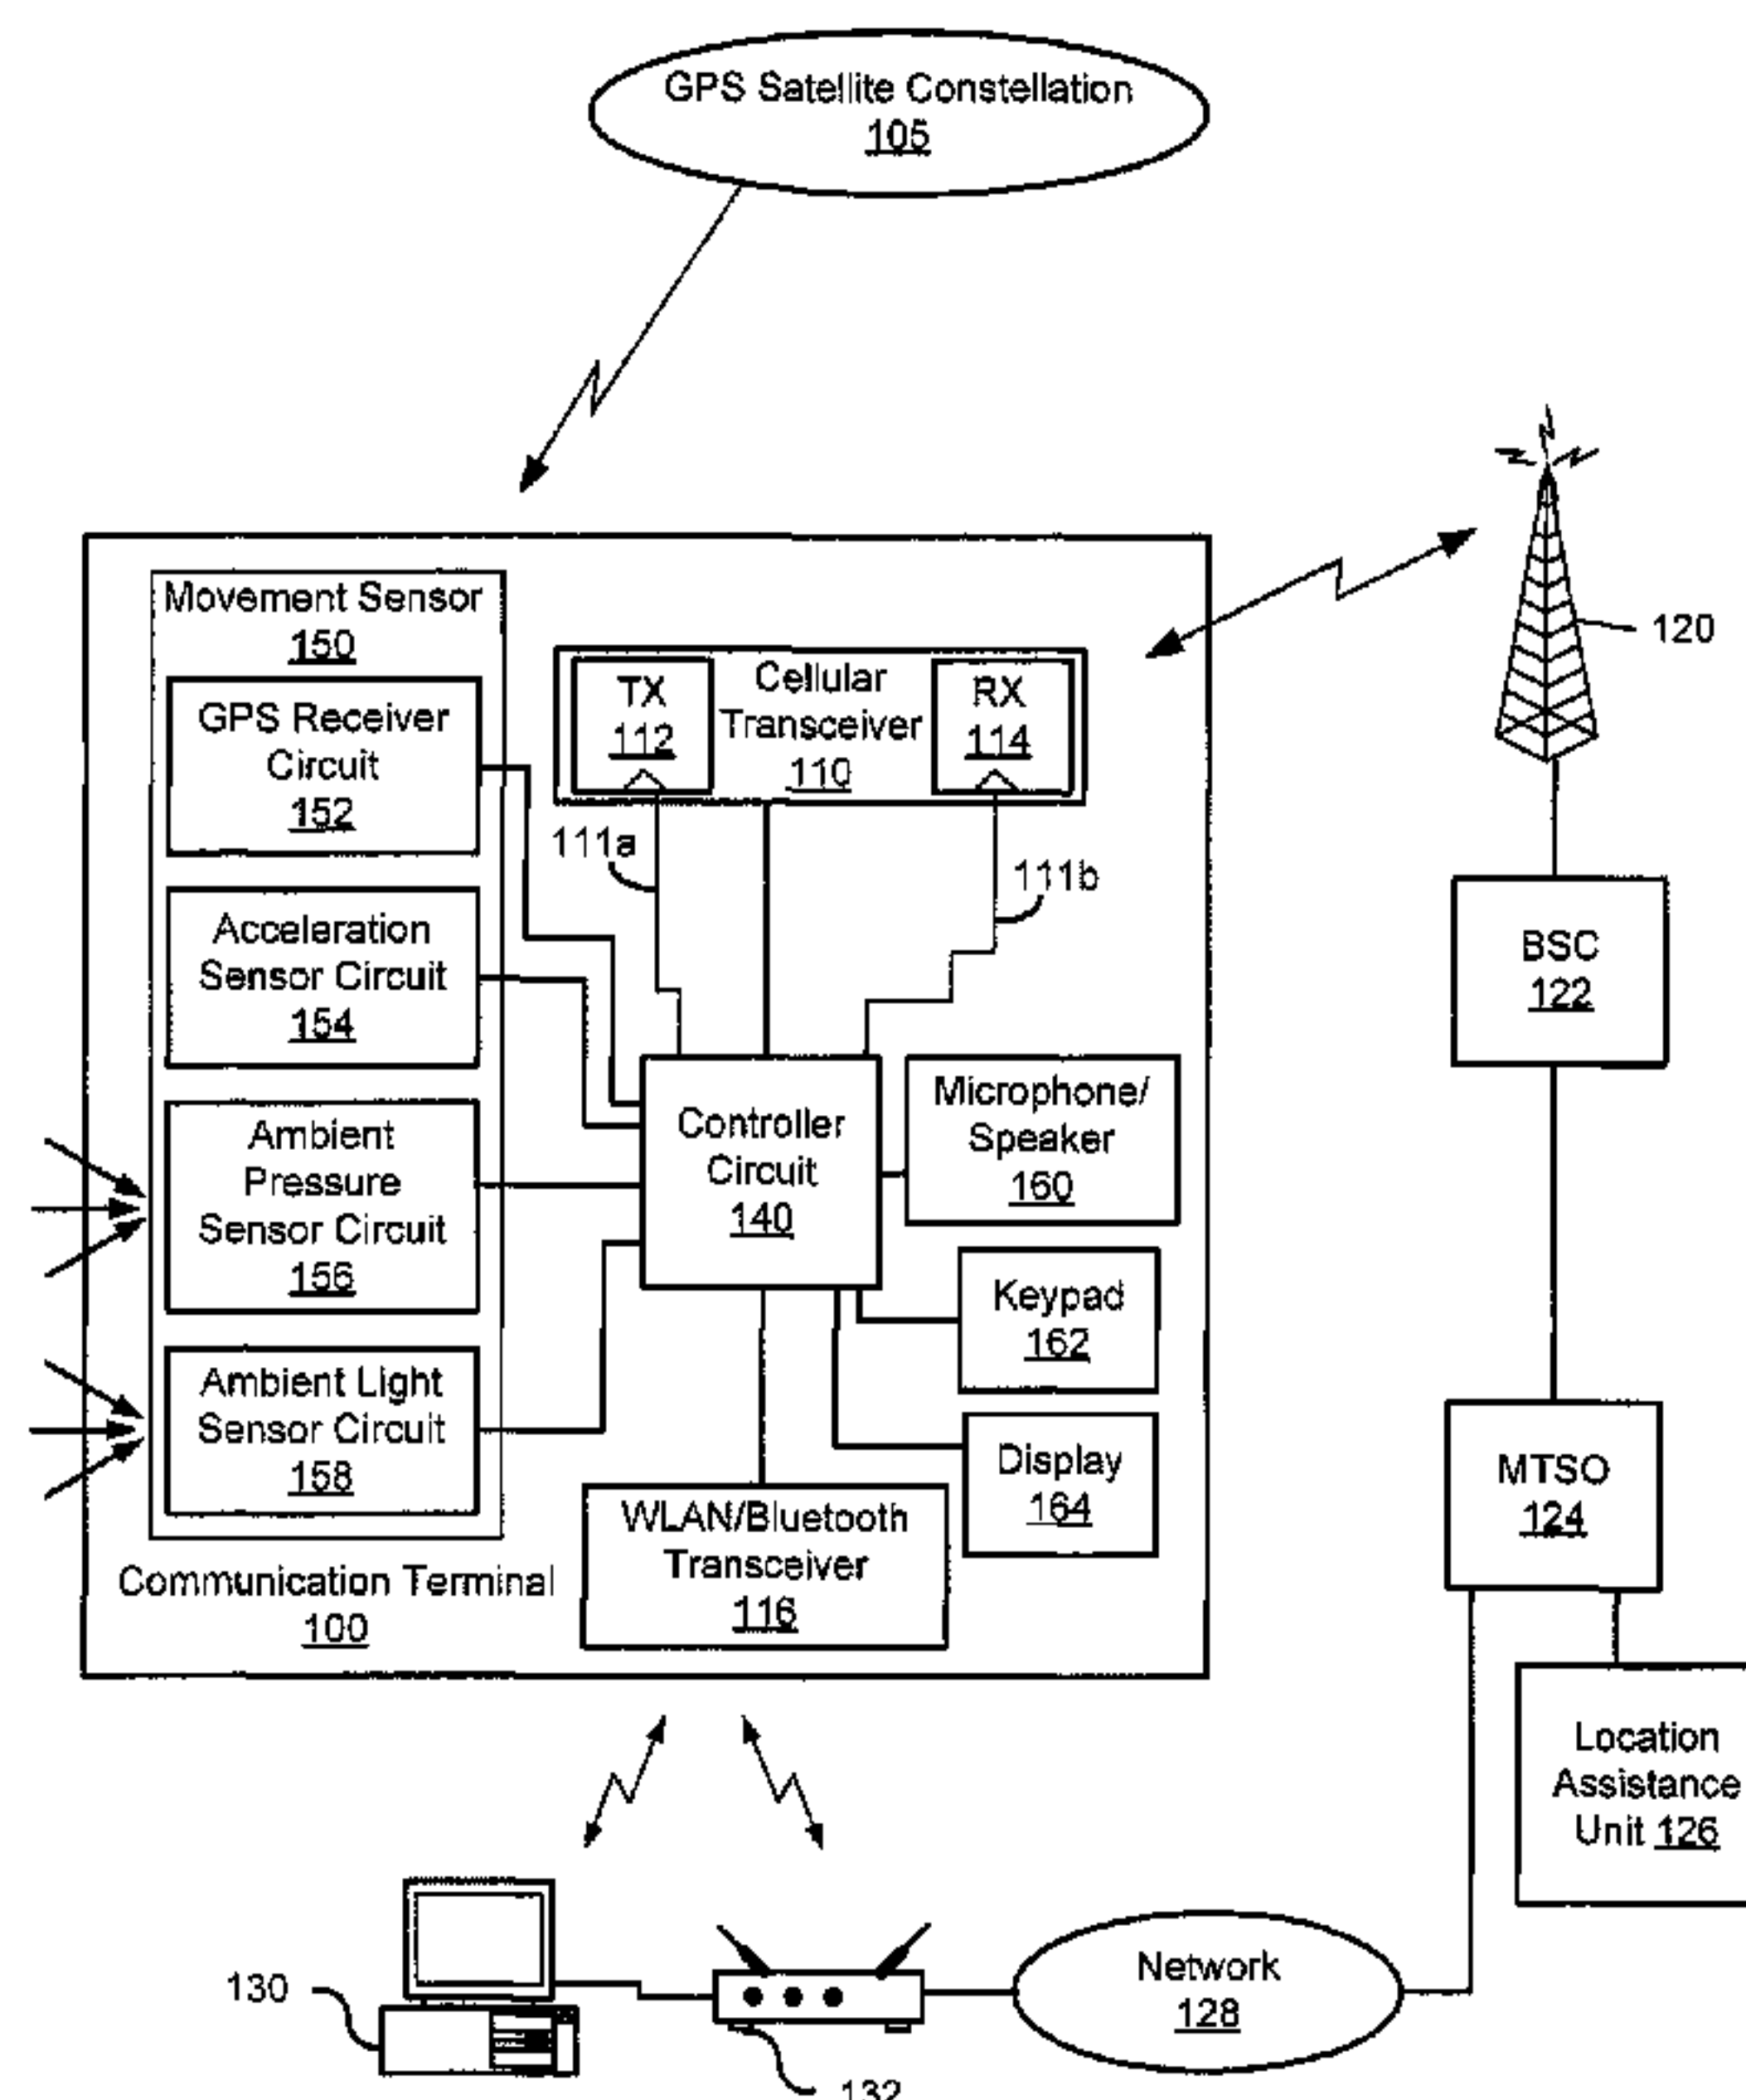 GPS Satellite Constellation
105
Movement Sensor
150
GPS Receiver
Circuit
152
Acceleration
Sensor Circuit
154
Ambient
Pressure
Sensor Circuit
156
Ambient Light
Sensor Circuit
158
Communication Terminal
100
TX
112
Cellular
Transceiver
110
RX
114
111a
111b
Controller
Circuit
140
Microphone/
Speaker
160
Keypad
162
Display
164
WLAN/Bluetooth
Transceiver
116
120
BSC
122
MTSO
124
Location
Assistance
Unit 126
130
132
Network
128